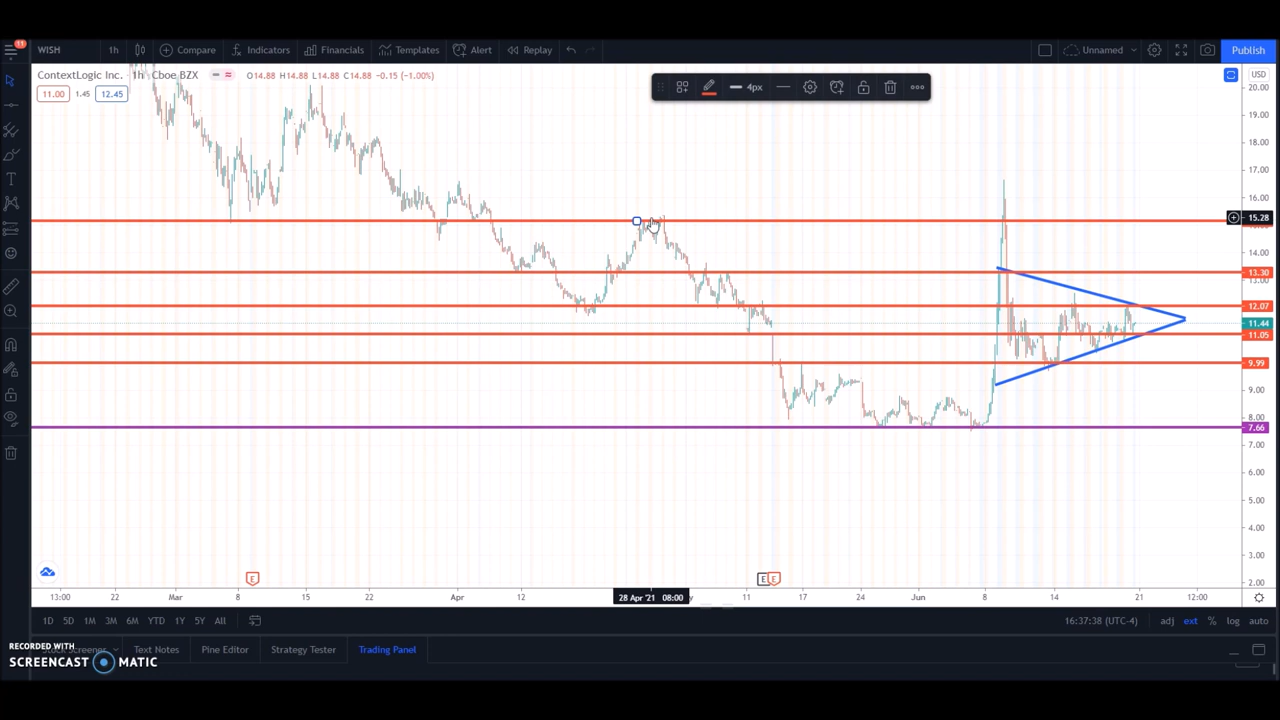 11
WISH 1h Compare Indicators Financials Templates Alert Replay Unnamed Publish
ContextLogic Inc. 1h Cboe BZX O14.88 H14.88 L14.88 C14.88 −0.15 (−1.00%)
11.00 1.45 12.45
4px
USD
20.00
19.00
18.00
17.00
16.00
15.28
14.00
13.30
13.00
12.07
11.44
11.05
9.99
9.00
8.00
7.66
7.00
6.00
5.00
4.00
3.00
2.00
E E E
13:00 22 Mar 8 15 22 Apr 12 28 Apr '21 08:00 11 17 24 Jun 8 14 21 12:00
1D 5D 1M 3M 6M YTD 1Y 5Y All 16:37:38 (UTC-4) adj ext % log auto
RECORDED WITH
SCREENCAST MATIC
Stock Screener Text Notes Pine Editor Strategy Tester Trading Panel